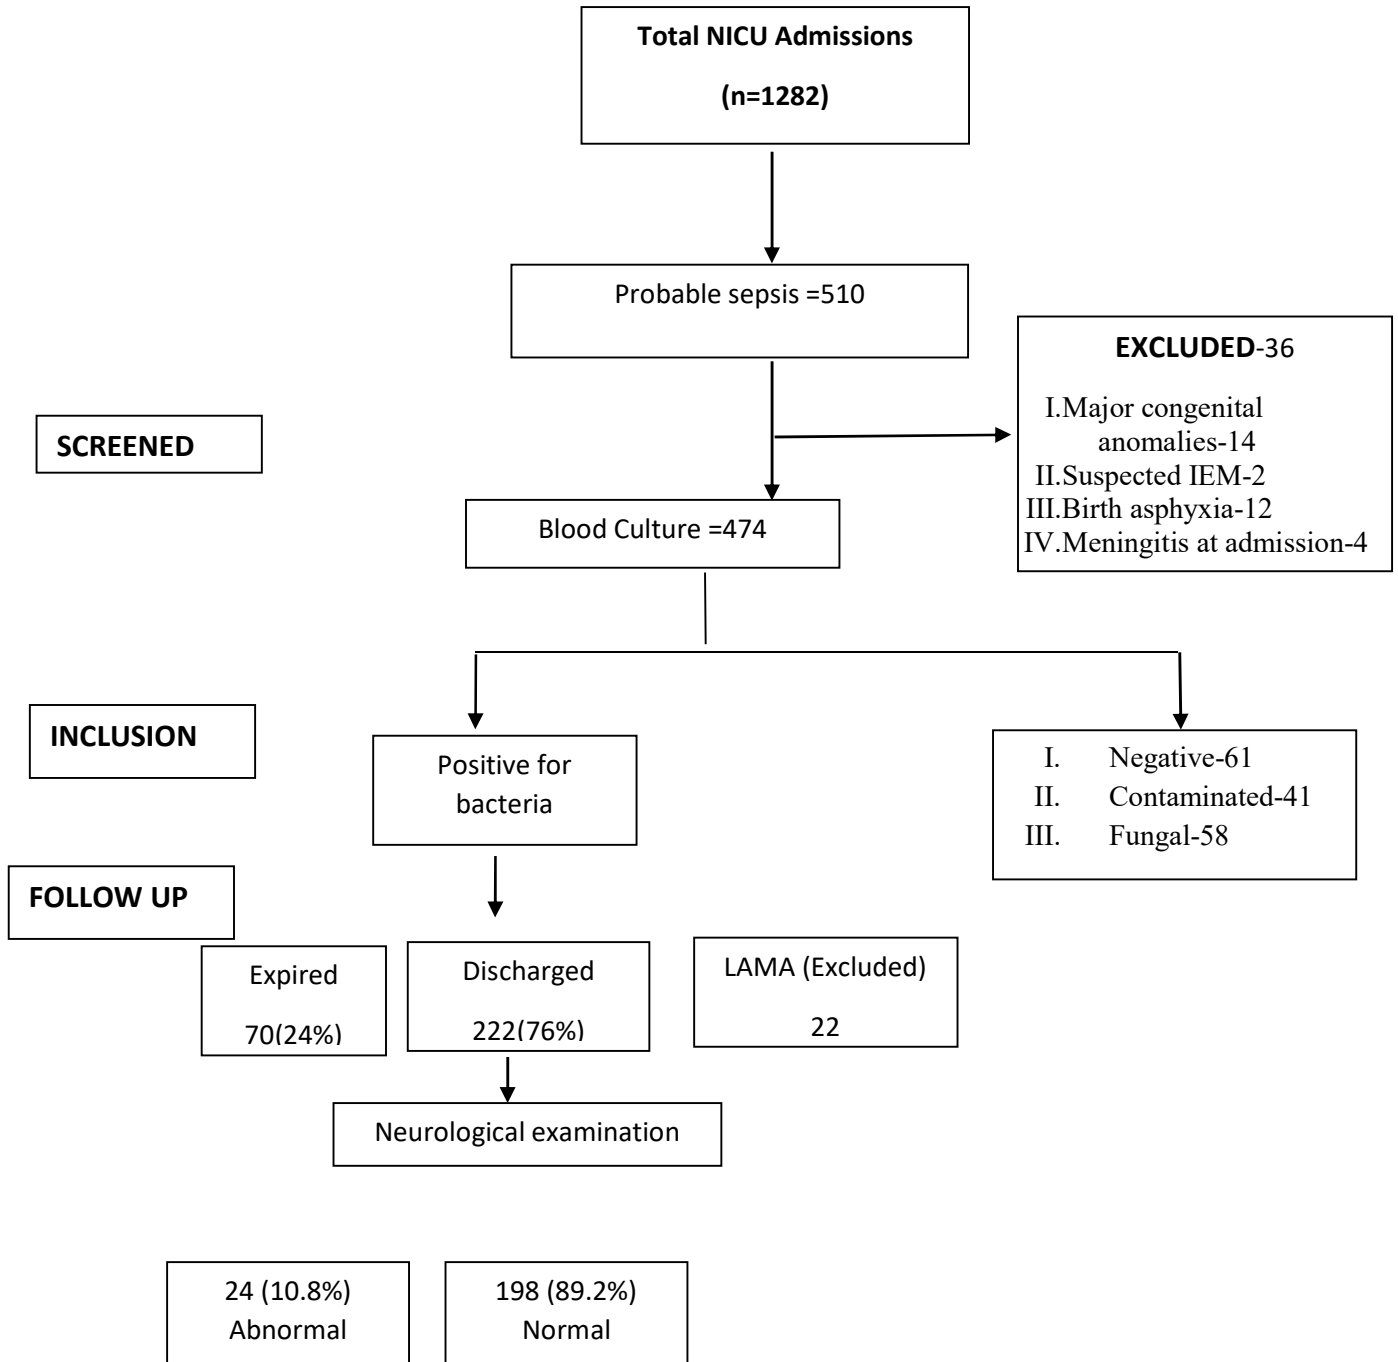 Total NICU Admissions
(n=1282)
Probable sepsis =510
EXCLUDED-36
I.Major congenital
anomalies-14
II.Suspected IEM-2
III.Birth asphyxia-12
IV.Meningitis at admission-4
SCREENED
Blood Culture =474
INCLUSION
Positive for
bacteria
I. Negative-61
II. Contaminated-41
III. Fungal-58
FOLLOW UP
Expired
70(24%)
Discharged
222(76%)
LAMA (Excluded)
22
Neurological examination
24 (10.8%)
Abnormal
198 (89.2%)
Normal